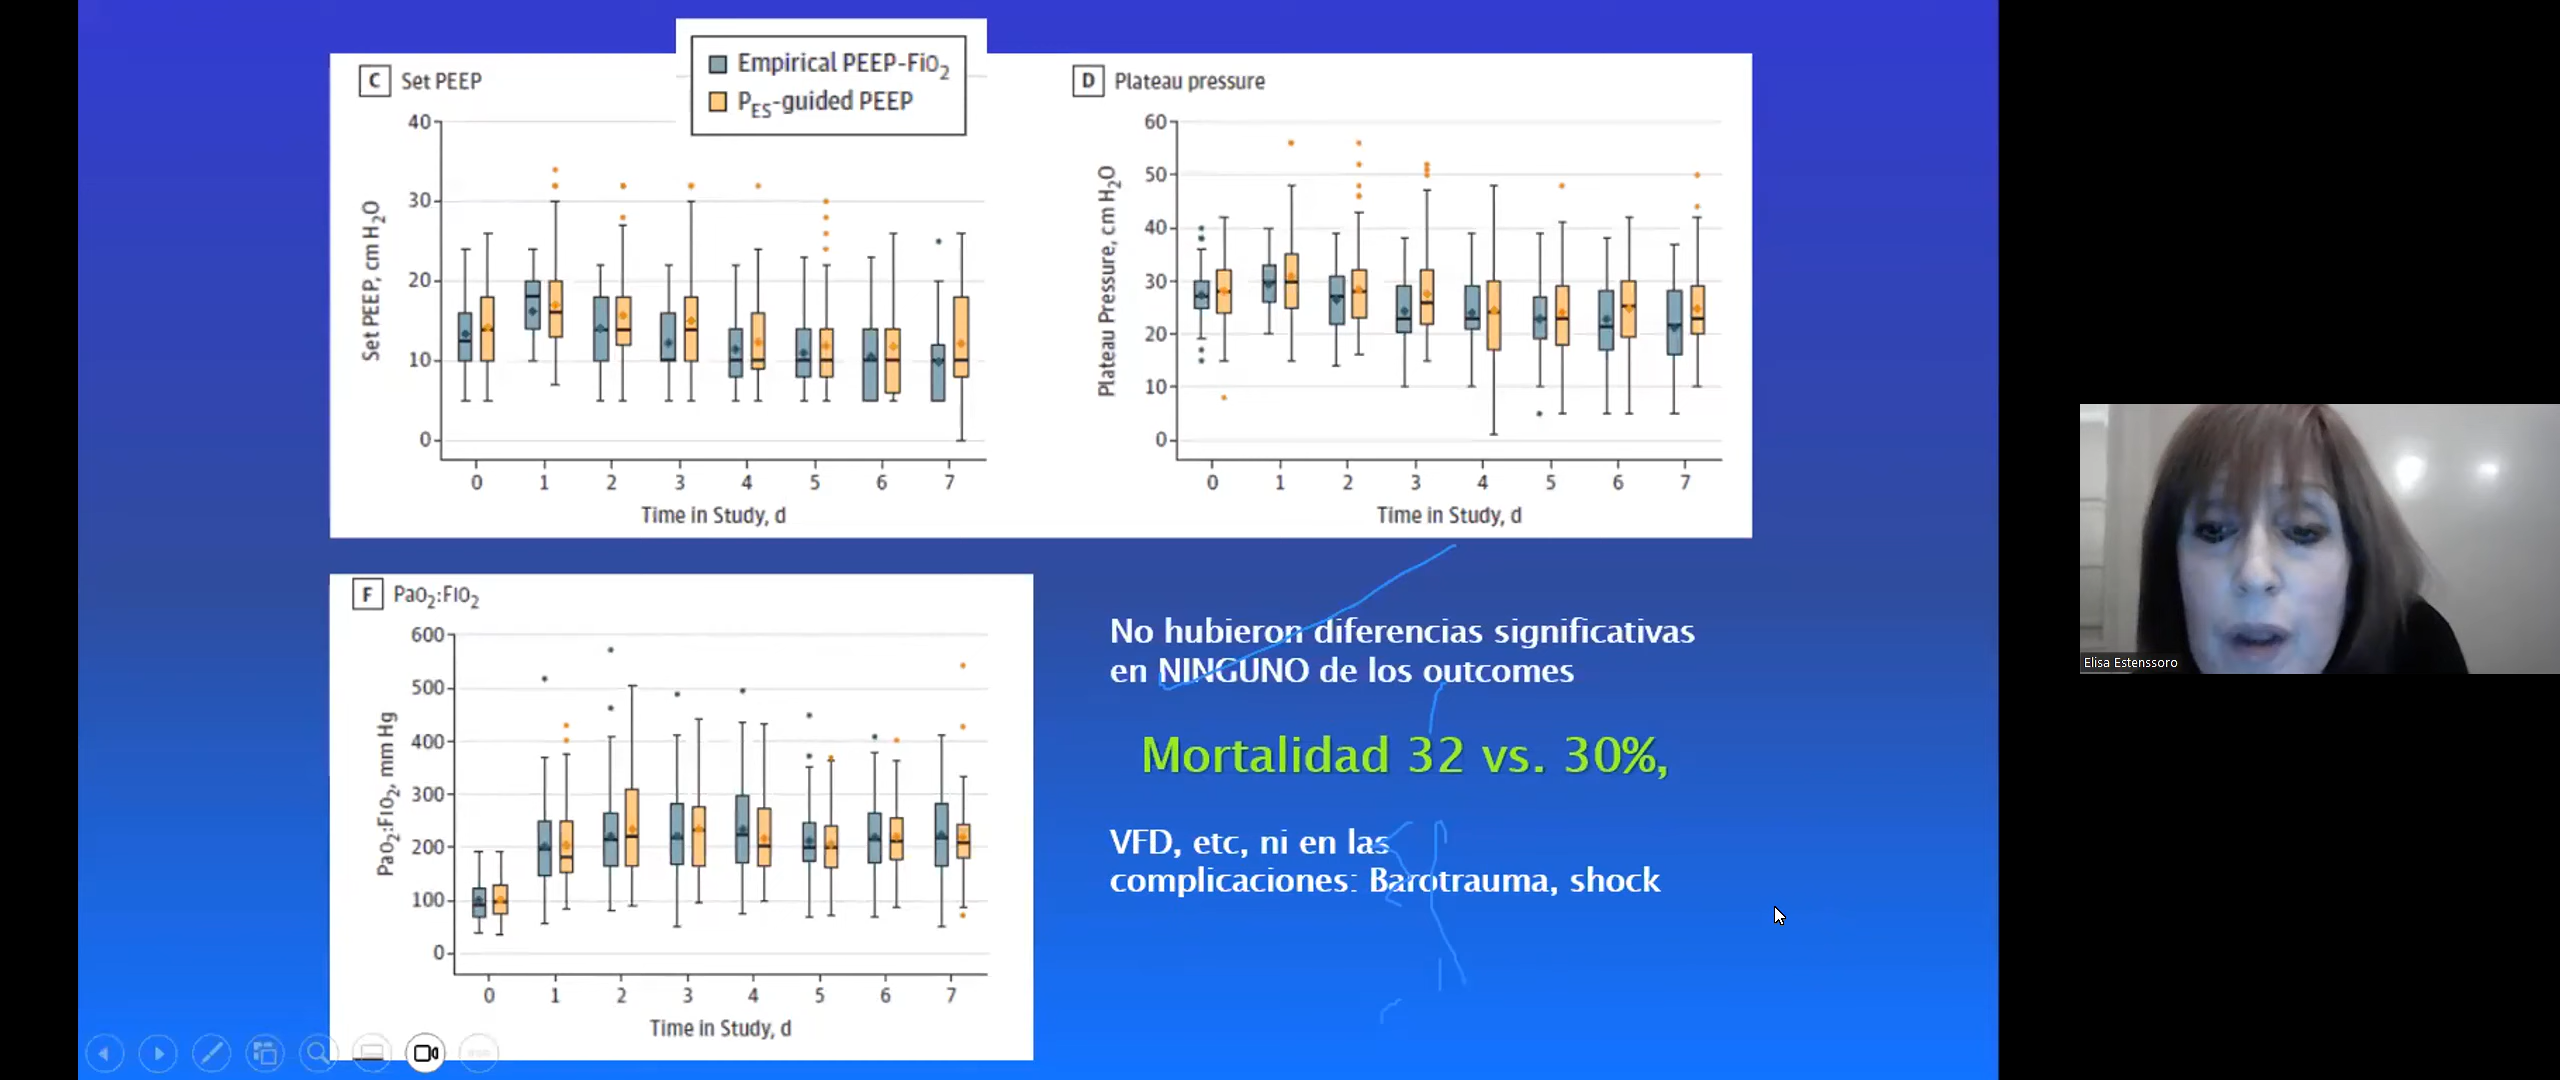 Empirical PEEP-FiO2
PES-guided PEEP
C Set PEEP
Set PEEP, cm H2O
40
30
20
10
0
0 1 2 3 4 5 6 7
Time in Study, d
D Plateau pressure
Plateau Pressure, cm H2O
60
50
40
30
20
10
0
0 1 2 3 4 5 6 7
Time in Study, d
F PaO2:FIO2
PaO2:FIO2, mm Hg
600
500
400
300
200
100
0
0 1 2 3 4 5 6 7
Time in Study, d
No hubieron diferencias significativas
en NINGUNO de los outcomes
Mortalidad 32 vs. 30%,
VFD, etc, ni en las
complicaciones: Barotrauma, shock
Elisa Estenssoro